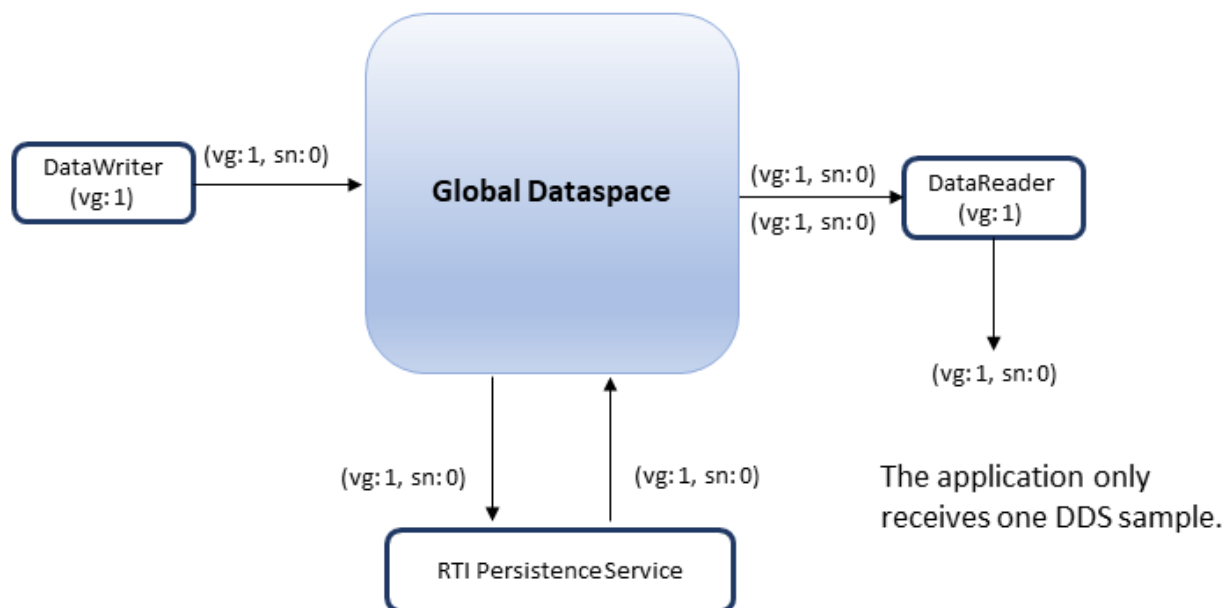 DataWriter
(vg: 1)
(vg: 1, sn: 0)
Global Dataspace
(vg: 1, sn: 0)
(vg: 1, sn: 0)
DataReader
(vg: 1)
(vg: 1, sn: 0)
(vg: 1, sn: 0)
(vg: 1, sn: 0)
The application only
receives one DDS sample.
RTI PersistenceService